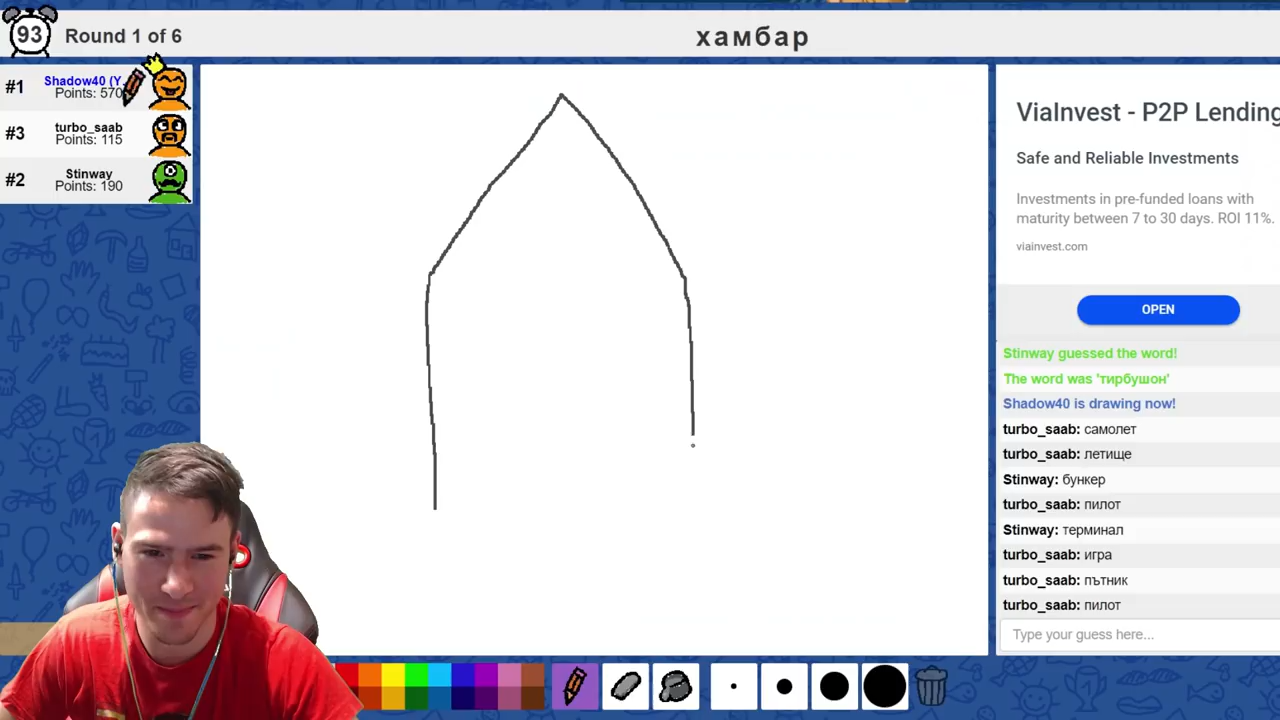 93
Round 1 of 6
хамбар
#1
Shadow40 (Y
Points: 570
#3
turbo_saab
Points: 115
#2
Stinway
Points: 190
ViaInvest - P2P Lending
Safe and Reliable Investments
Investments in pre-funded loans with
maturity between 7 to 30 days. ROI 11%.
viainvest.com
OPEN
Stinway guessed the word!
The word was 'тирбушон'
Shadow40 is drawing now!
turbo_saab: самолет
turbo_saab: летище
Stinway: бункер
turbo_saab: пилот
Stinway: терминал
turbo_saab: игра
turbo_saab: пътник
turbo_saab: пилот
Type your guess here...